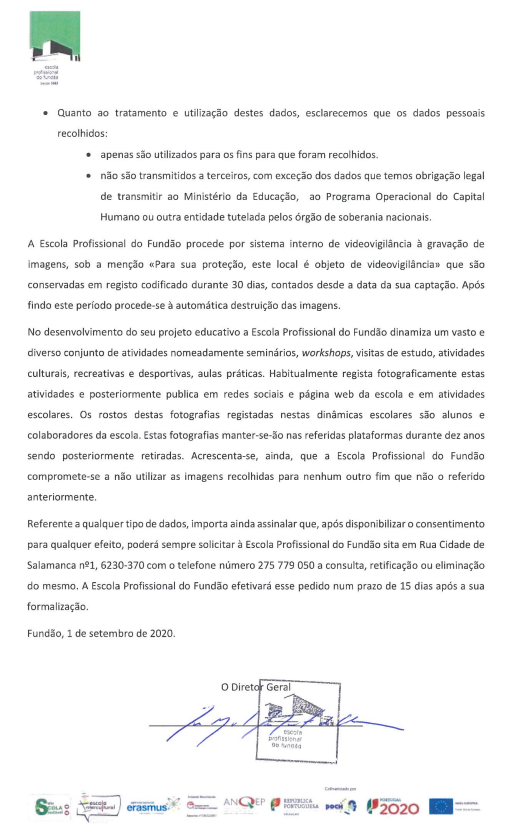 escola
profissional
do fundão
desde 1992
• Quanto ao tratamento e utilização destes dados, esclarecemos que os dados pessoais
recolhidos:
• apenas são utilizados para os fins para que foram recolhidos.
• não são transmitidos a terceiros, com exceção dos dados que temos obrigação legal
de transmitir ao Ministério da Educação, ao Programa Operacional do Capital
Humano ou outra entidade tutelada pelos órgão de soberania nacionais.
A Escola Profissional do Fundão procede por sistema interno de videovigilância à gravação de
imagens, sob a menção «Para sua proteção, este local é objeto de videovigilância» que são
conservadas em registo codificado durante 30 dias, contados desde a data da sua captação. Após
findo este período procede-se à automática destruição das imagens.
No desenvolvimento do seu projeto educativo a Escola Profissional do Fundão dinamiza um vasto e
diverso conjunto de atividades nomeadamente seminários, workshops, visitas de estudo, atividades
culturais, recreativas e desportivas, aulas práticas. Habitualmente regista fotograficamente estas
atividades e posteriormente publica em redes sociais e página web da escola e em atividades
escolares. Os rostos destas fotografias registadas nestas dinâmicas escolares são alunos e
colaboradores da escola. Estas fotografias manter-se-ão nas referidas plataformas durante dez anos
sendo posteriormente retiradas. Acrescenta-se, ainda, que a Escola Profissional do Fundão
compromete-se a não utilizar as imagens recolhidas para nenhum outro fim que não o referido
anteriormente.
Referente a qualquer tipo de dados, importa ainda assinalar que, após disponibilizar o consentimento
para qualquer efeito, poderá sempre solicitar à Escola Profissional do Fundão sita em Rua Cidade de
Salamanca nº1, 6230-370 com o telefone número 275 779 050 a consulta, retificação ou eliminação
do mesmo. A Escola Profissional do Fundão efetivará esse pedido num prazo de 15 dias após a sua
formalização.
Fundão, 1 de setembro de 2020.
O Diretor Geral
escola
profissional
do fundão
Cofinanciado por:
escola
intercultural
erasmus+
ANQEP
REPÚBLICA
PORTUGUESA
POCH
PORTUGAL
2020
UNIÃO EUROPEIA